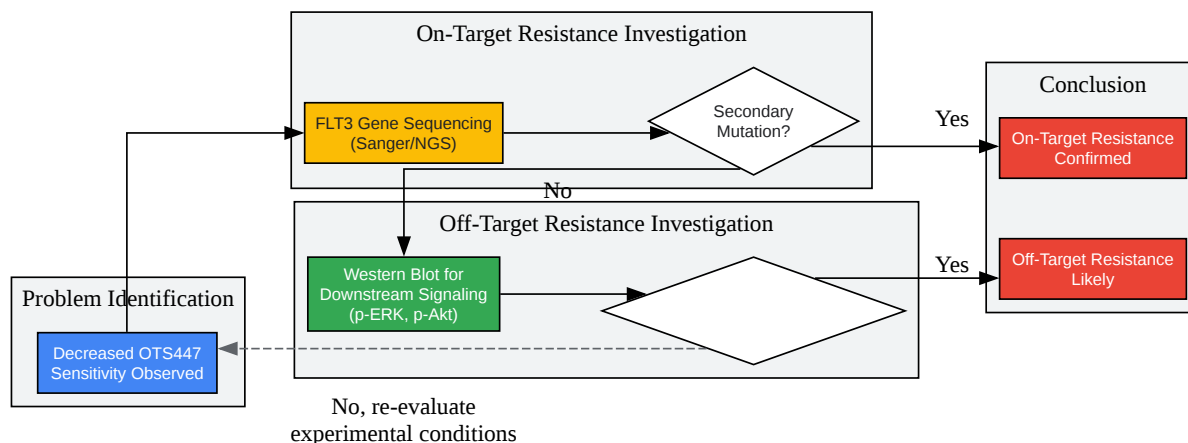 On-Target Resistance Investigation
FLT3 Gene Sequencing
(Sanger/NGS)
Secondary
Mutation?
Yes
Conclusion
On-Target Resistance
Confirmed
No
Off-Target Resistance Investigation
Western Blot for
Downstream Signaling
(p-ERK, p-Akt)
Yes
Off-Target Resistance
Likely
Problem Identification
Decreased OTS447
Sensitivity Observed
No, re-evaluate
experimental conditions